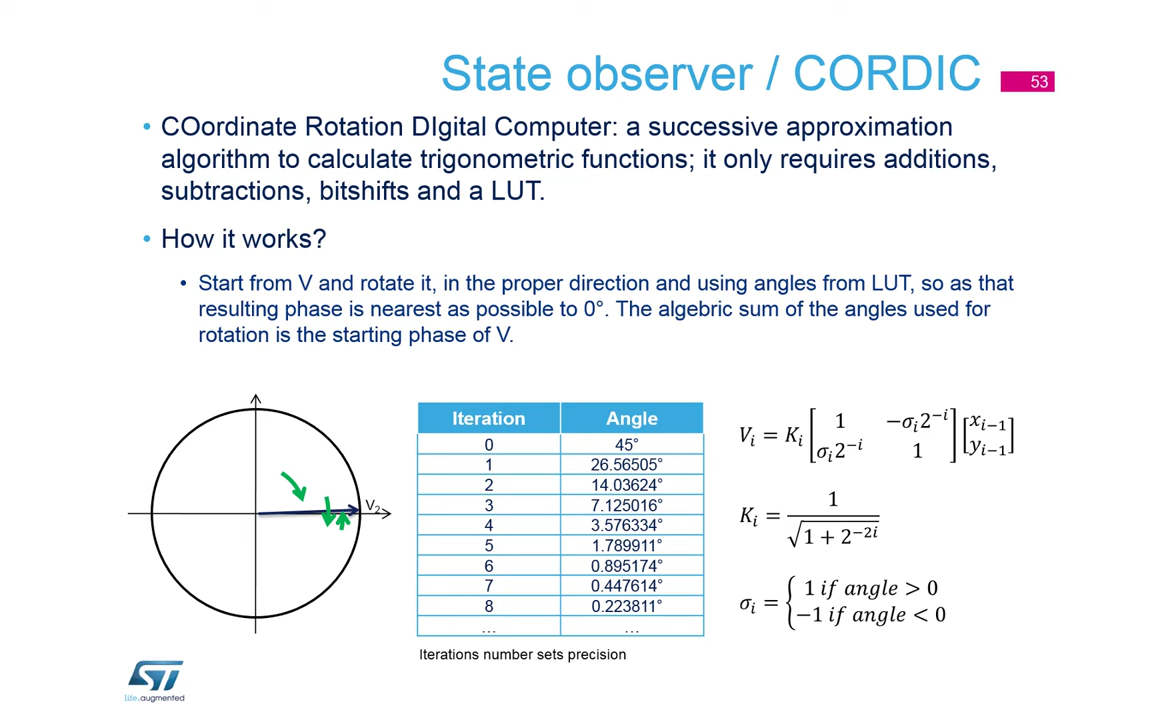 State observer / CORDIC
53
• COordinate Rotation DIgital Computer: a successive approximation
algorithm to calculate trigonometric functions; it only requires additions,
subtractions, bitshifts and a LUT.
• How it works?
• Start from V and rotate it, in the proper direction and using angles from LUT, so as that
resulting phase is nearest as possible to 0°. The algebric sum of the angles used for
rotation is the starting phase of V.
V₂
Iteration Angle
0 45°
1 26.56505°
2 14.03624°
3 7.125016°
4 3.576334°
5 1.789911°
6 0.895174°
7 0.447614°
8 0.223811°
... ...
Iterations number sets precision
Vᵢ = Kᵢ [1 −σᵢ2⁻ⁱ; σᵢ2⁻ⁱ 1] [xᵢ₋₁; yᵢ₋₁]
Kᵢ = 1 / √(1 + 2⁻²ⁱ)
σᵢ = { 1 if angle > 0
−1 if angle < 0
ST
life.augmented